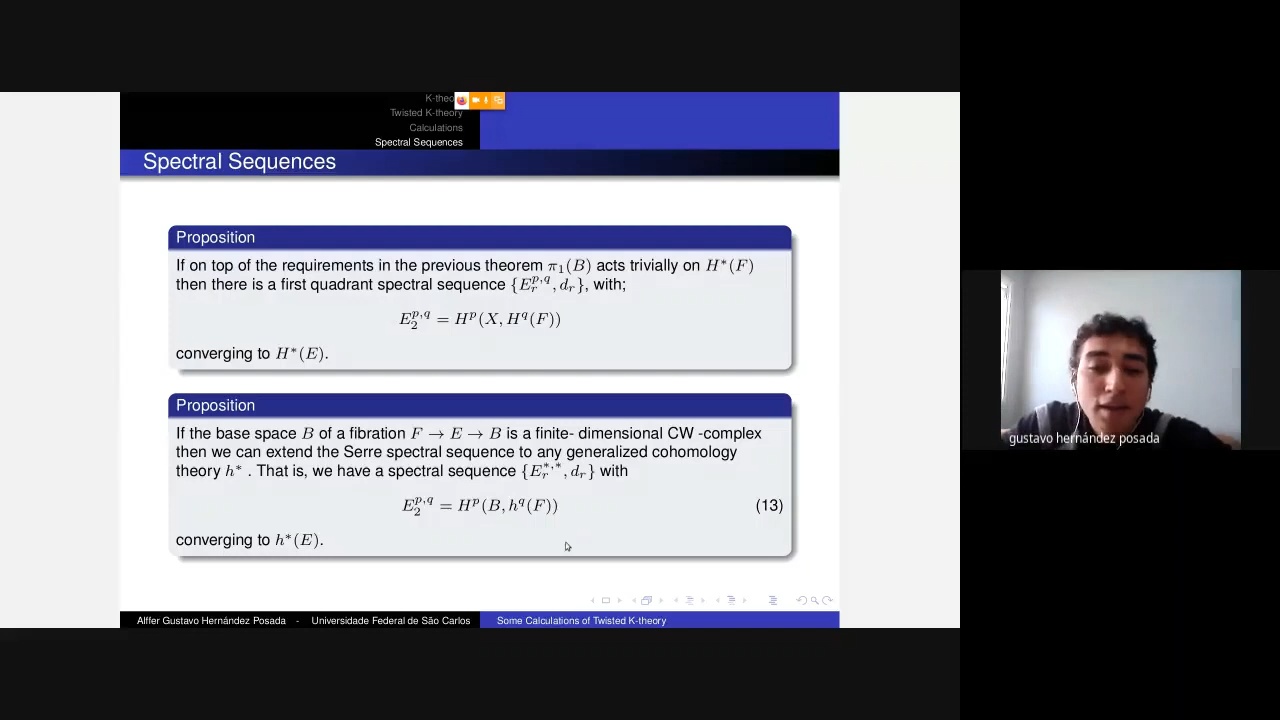 K-theo
Twisted K-theory
Calculations
Spectral Sequences
Spectral Sequences
Proposition
If on top of the requirements in the previous theorem π₁(B) acts trivially on H*(F)
then there is a first quadrant spectral sequence {E_r^{p,q}, d_r}, with;
E_2^{p,q} = H^p(X, H^q(F))
converging to H*(E).
Proposition
If the base space B of a fibration F → E → B is a finite- dimensional CW -complex
then we can extend the Serre spectral sequence to any generalized cohomology
theory h* . That is, we have a spectral sequence {E_r^{*,*}, d_r} with
E_2^{p,q} = H^p(B, h^q(F)) (13)
converging to h*(E).
Alffer Gustavo Hernández Posada - Universidade Federal de São Carlos Some Calculations of Twisted K-theory
gustavo hernández posada